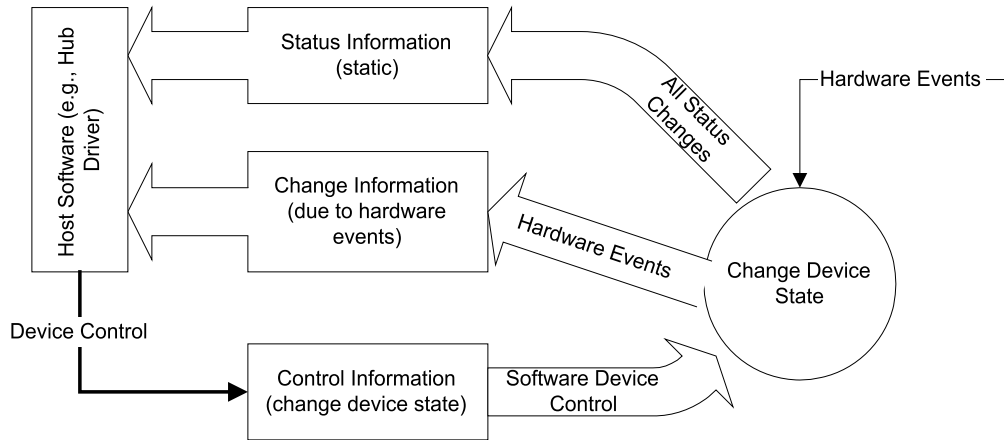 Host Software (e.g., Hub
Driver)
Status Information
(static)
All Status
Changes
Hardware Events
Change Information
(due to hardware
events)
Hardware Events
Change Device
State
Device Control
Control Information
(change device state)
Software Device
Control